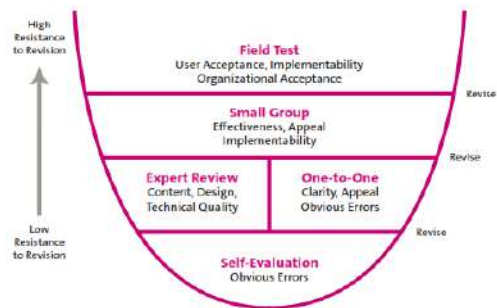 High
Resistance
to Revision
Field Test
User Acceptance, Implementability
Organizational Acceptance
Revise
Small Group
Effectiveness, Appeal
Implementability
Revise
Expert Review
Content, Design,
Technical Quality
One-to-One
Clarity, Appeal
Obvious Errors
Low
Resistance
to Revision
Revise
Self-Evaluation
Obvious Errors